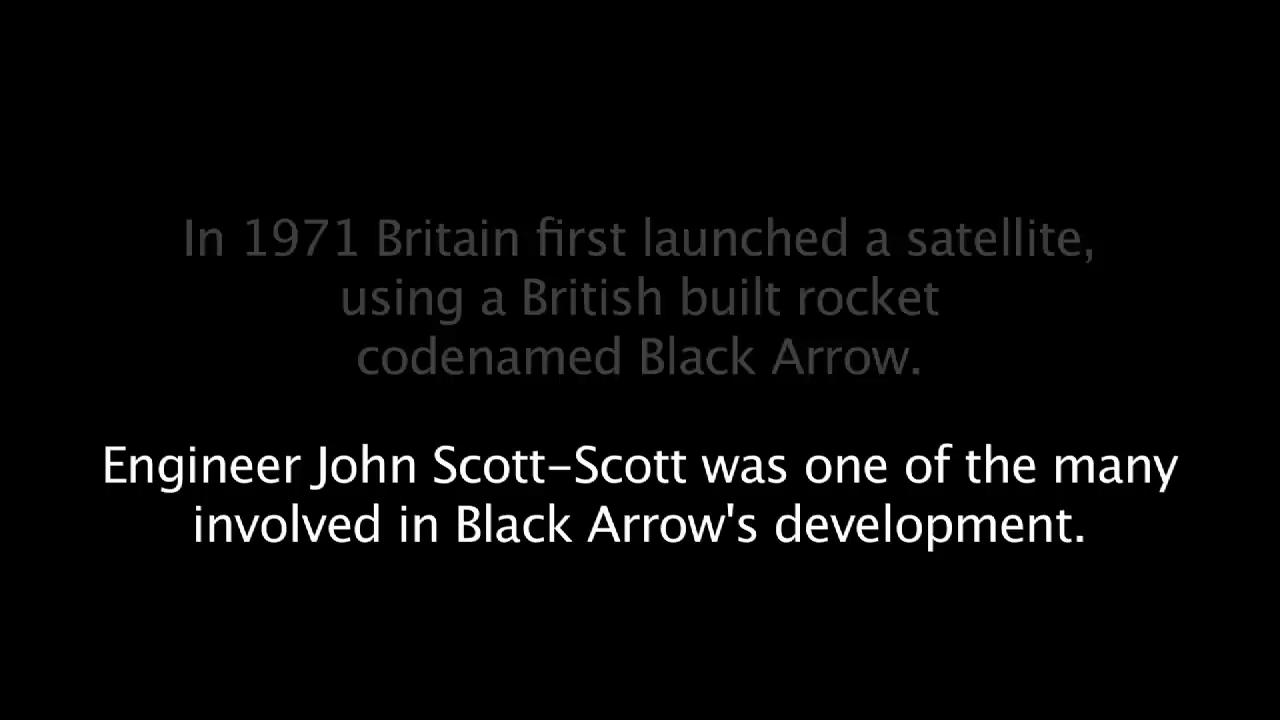 In 1971 Britain first launched a satellite,
using a British built rocket
codenamed Black Arrow.
Engineer John Scott-Scott was one of the many
involved in Black Arrow's development.